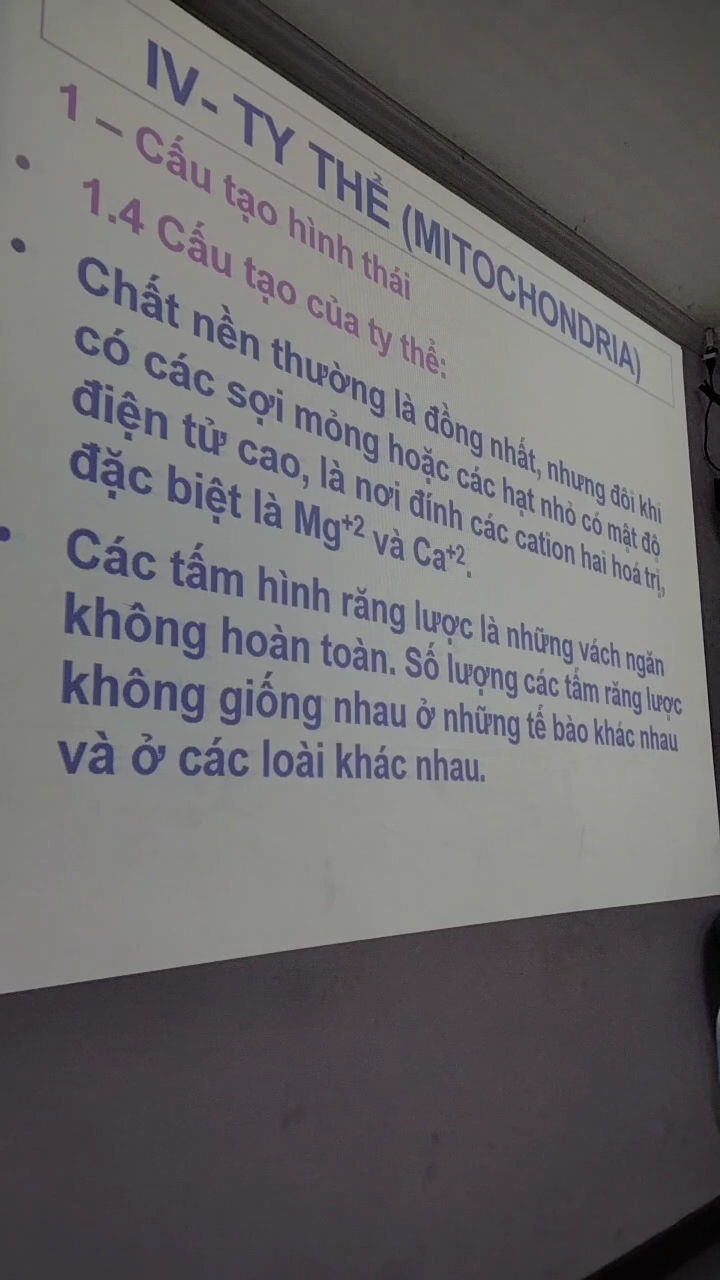 IV- TY THỂ (MITOCHONDRIA)
1 – Cấu tạo hình thái
• 1.4 Cấu tạo của ty thể:
• Chất nền thường là đồng nhất, nhưng đôi khi
có các sợi mỏng hoặc các hạt nhỏ có mật độ
điện tử cao, là nơi đính các cation hai hoá trị,
đặc biệt là Mg⁺² và Ca⁺².
• Các tấm hình răng lược là những vách ngăn
không hoàn toàn. Số lượng các tấm răng lược
không giống nhau ở những tế bào khác nhau
và ở các loài khác nhau.